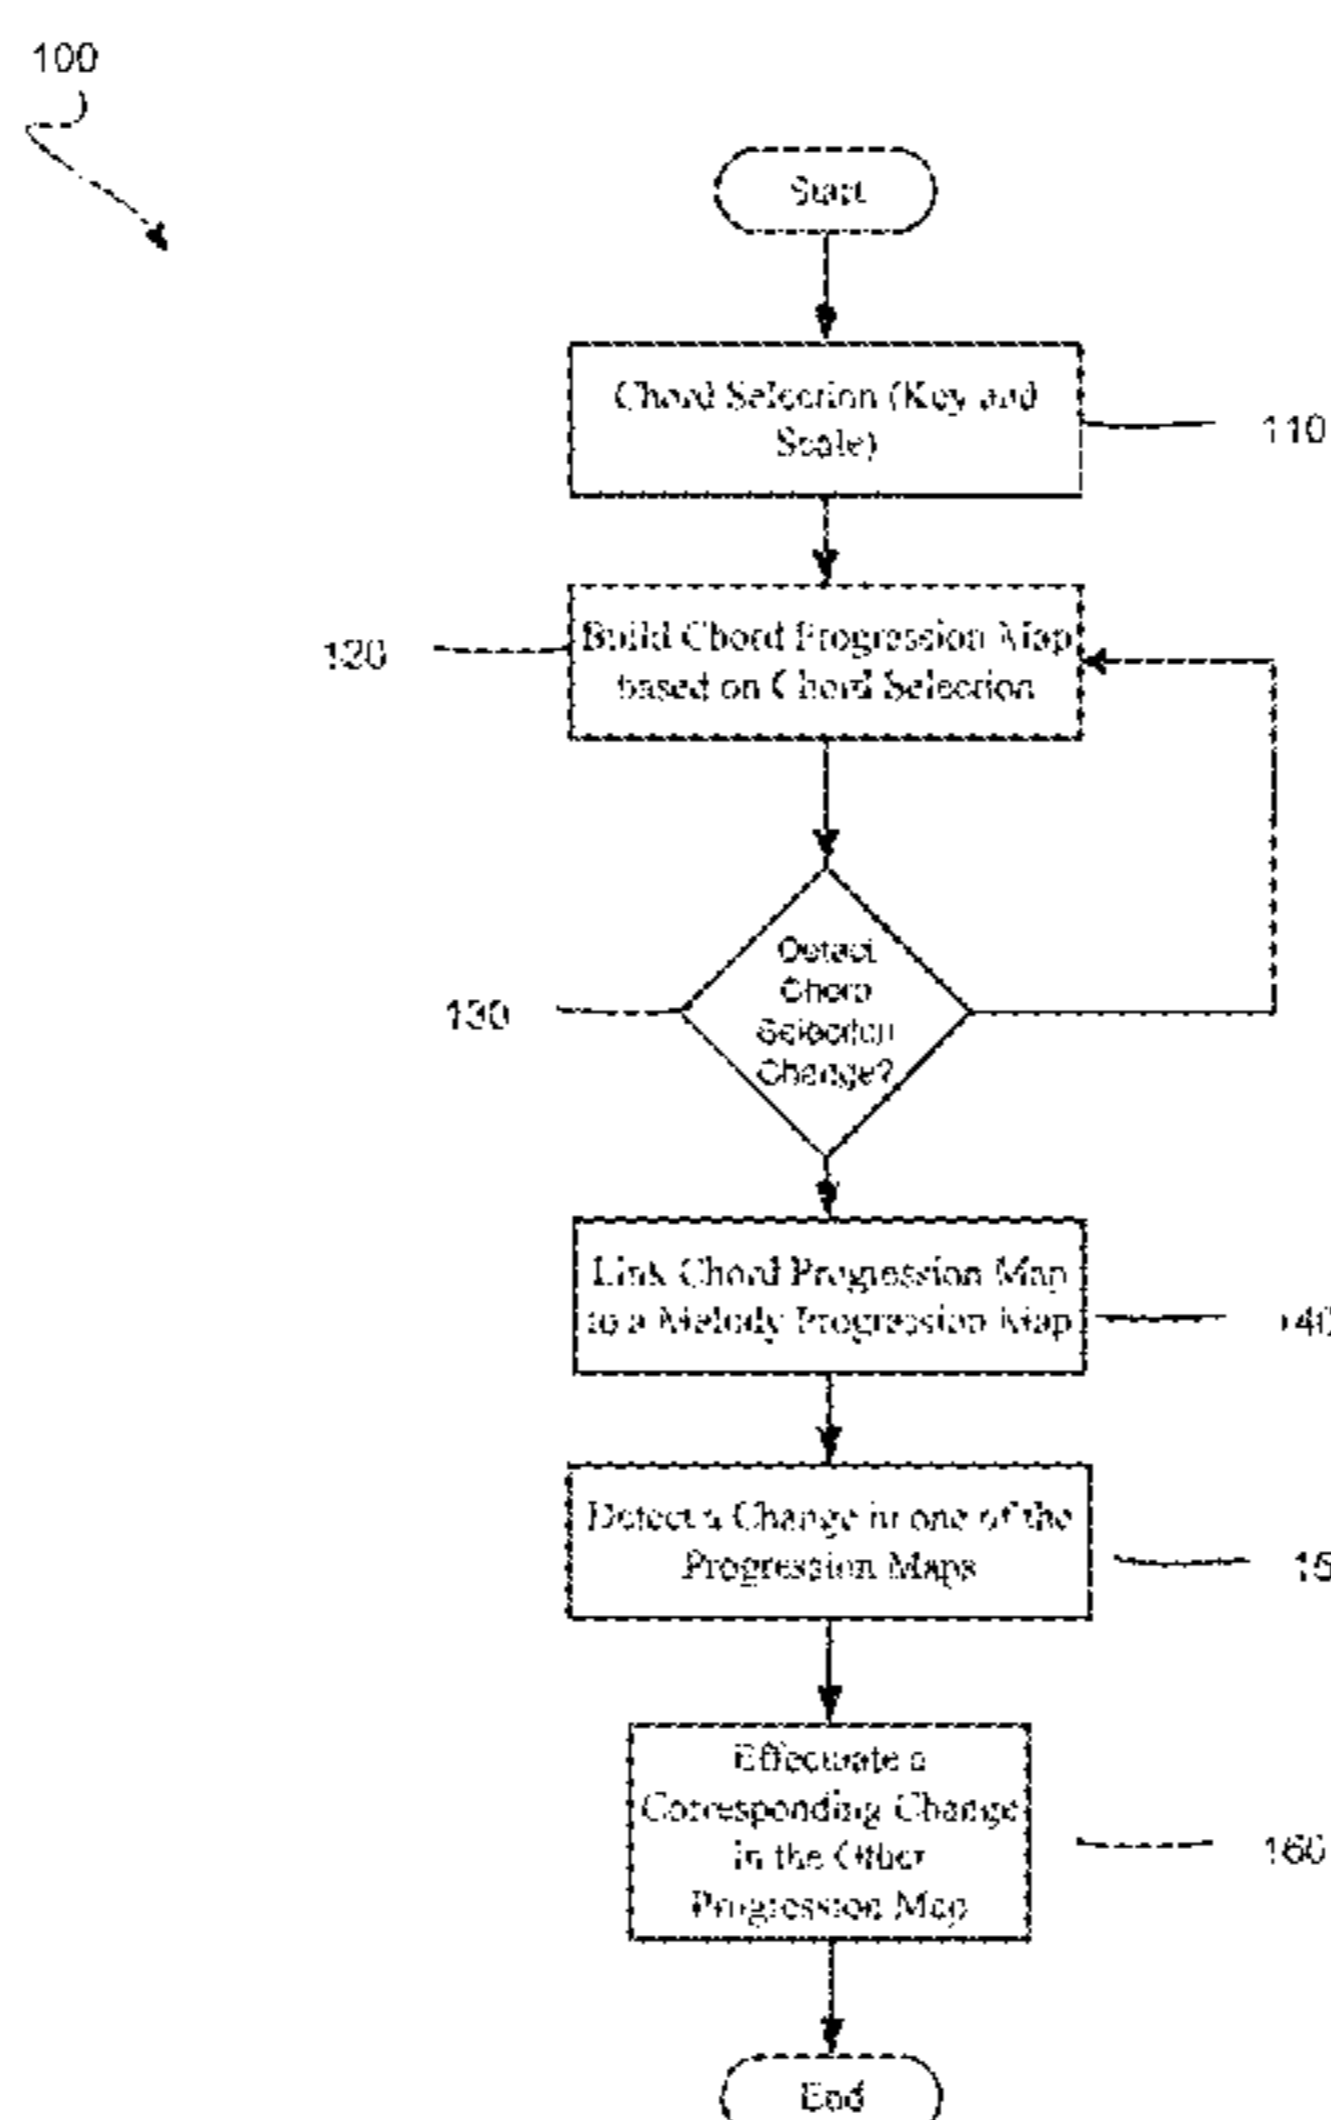 100
Start
Chord Selection (Key and
Scale)
110
120
Build Chord Progression Map
based on Chord Selection
130
Detect
Chord
Selection
Change?
Link Chord Progression Map
to a Melody Progression Map
140
Detect a Change in one of the
Progression Maps
Effectuate a
Corresponding Change
in the Other
Progression Map
160
End